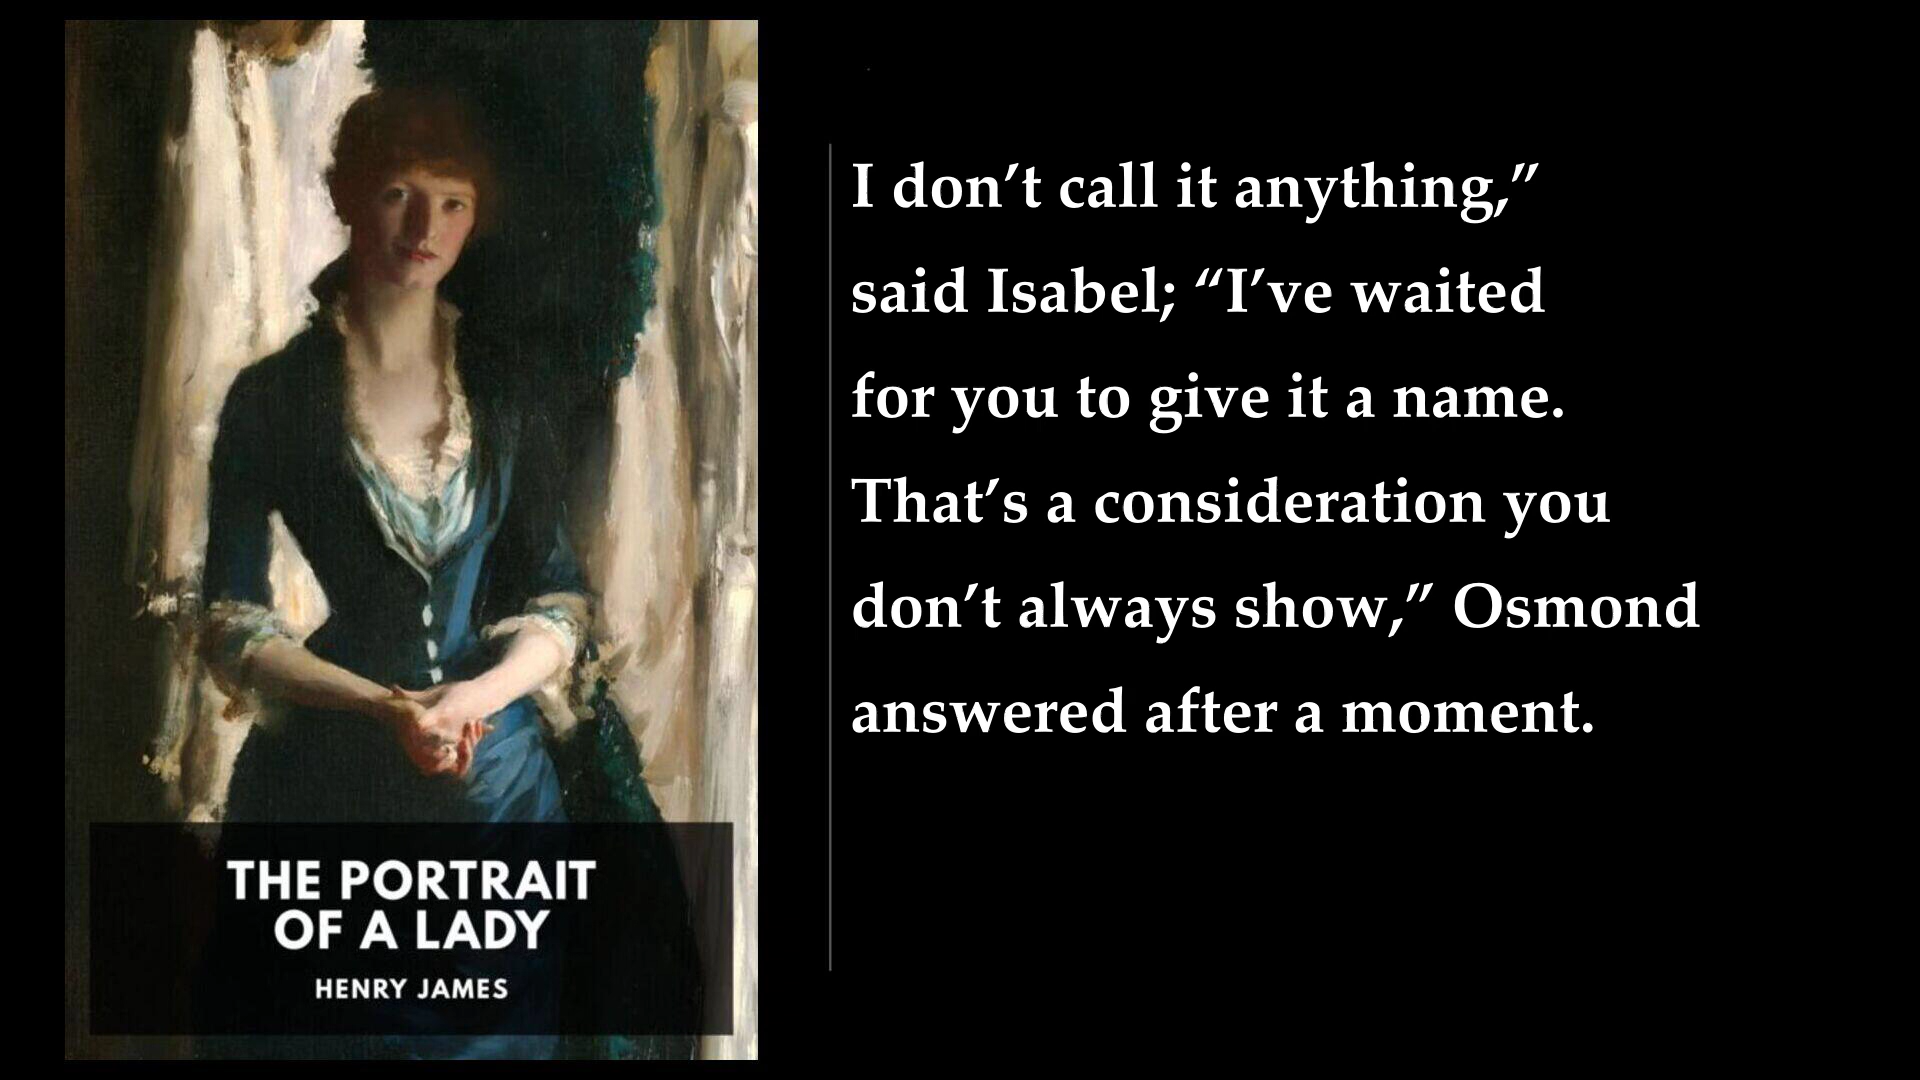 THE PORTRAIT
OF A LADY
HENRY JAMES
I don’t call it anything,”
said Isabel; “I’ve waited
for you to give it a name.
That’s a consideration you
don’t always show,” Osmond
answered after a moment.